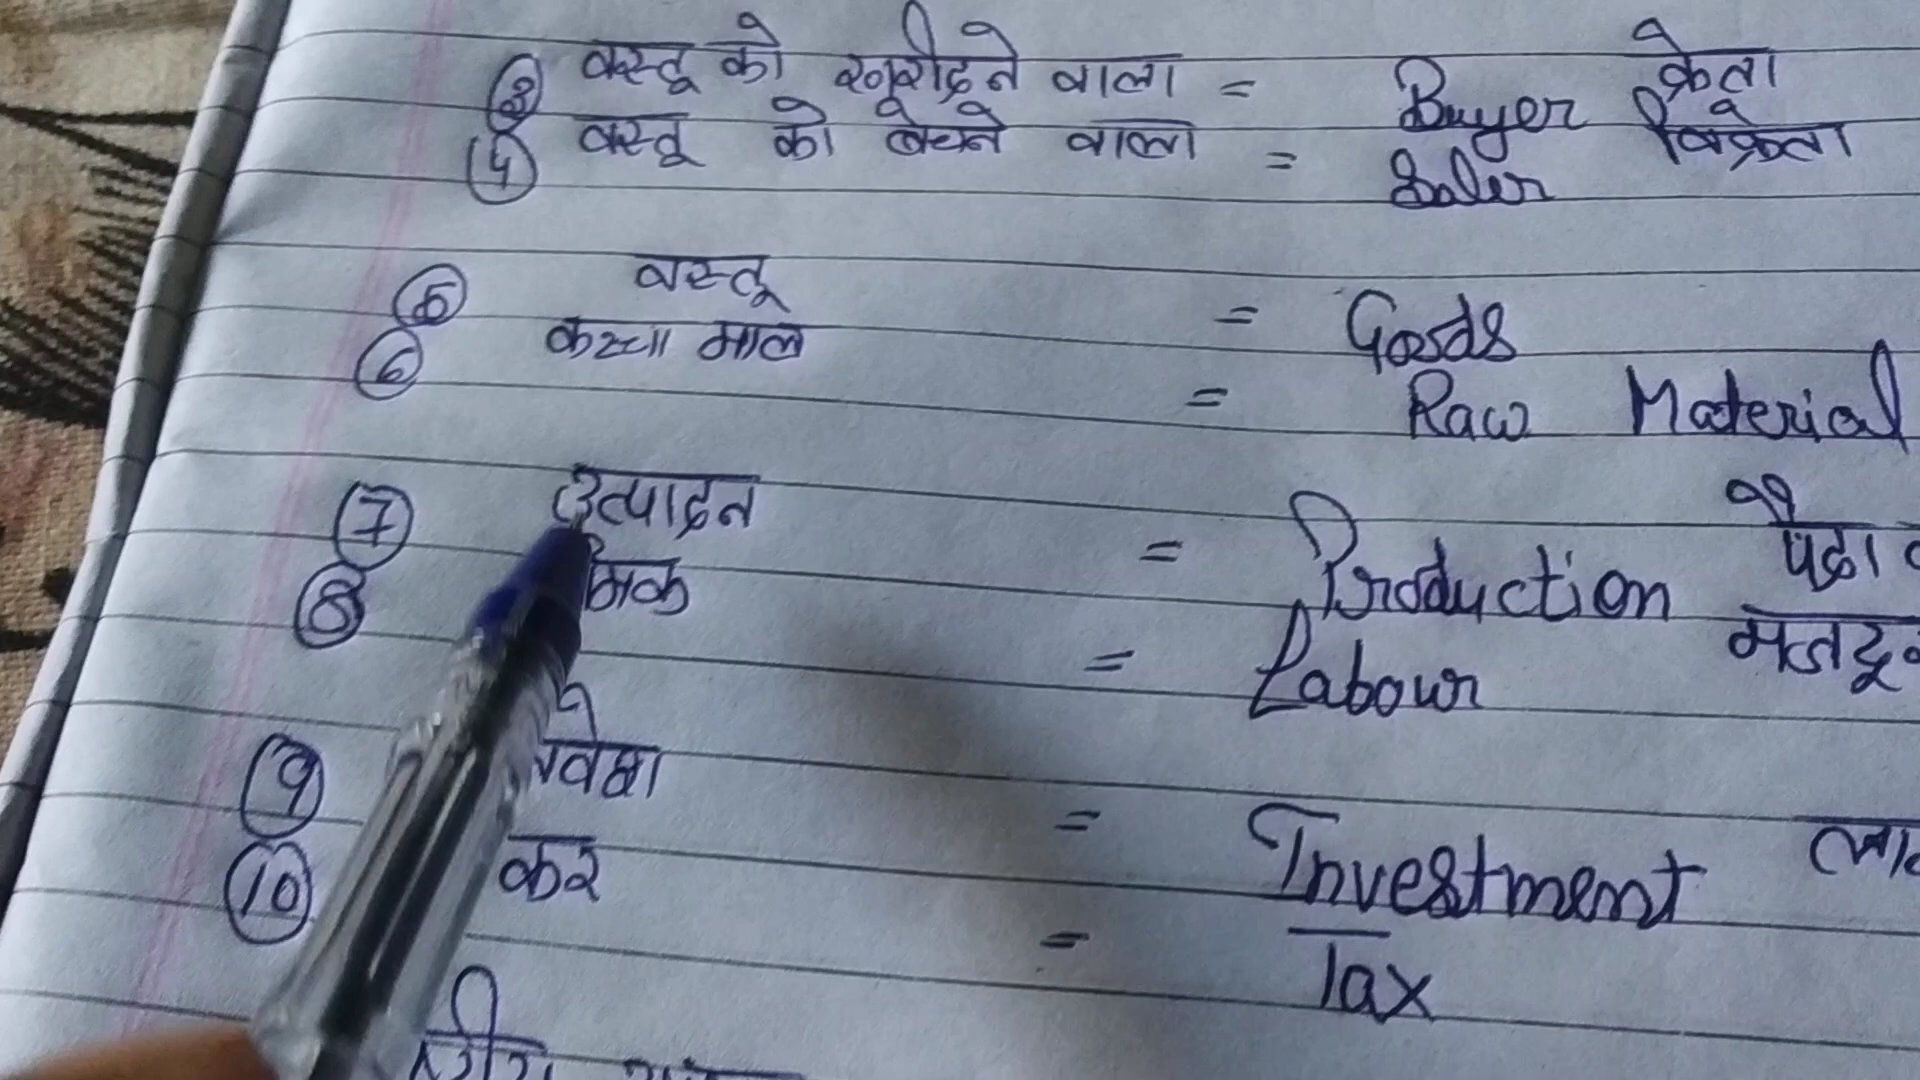 ③ वस्तू को खरीदने वाला = Buyer क्रेता
④ वस्तू को बेचने वाला = Saler विक्रेता
⑤ वस्तू = Goods
⑥ कच्चा माल = Raw Material
⑦ उत्पादन = Production पैदा
⑧ = Labour
⑨ = Investment
⑩ कर = Tax